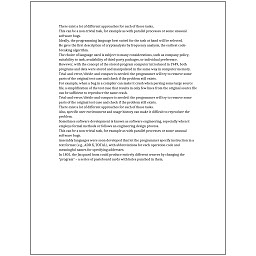 There exist a lot of different approaches for each of those tasks.
This can be a non-trivial task, for example as with parallel processes or some unusual
software bugs.
Ideally, the programming language best suited for the task at hand will be selected.
He gave the first description of cryptanalysis by frequency analysis, the earliest code-
breaking algorithm.
The choice of language used is subject to many considerations, such as company policy,
suitability to task, availability of third-party packages, or individual preference.
However, with the concept of the stored-program computer introduced in 1949, both
programs and data were stored and manipulated in the same way in computer memory.
Trial-and-error/divide-and-conquer is needed: the programmer will try to remove some
parts of the original test case and check if the problem still exists.
For example, when a bug in a compiler can make it crash when parsing some large source
file, a simplification of the test case that results in only few lines from the original source file
can be sufficient to reproduce the same crash.
Trial-and-error/divide-and-conquer is needed: the programmer will try to remove some
parts of the original test case and check if the problem still exists.
There exist a lot of different approaches for each of those tasks.
Also, specific user environment and usage history can make it difficult to reproduce the
problem.
Sometimes software development is known as software engineering, especially when it
employs formal methods or follows an engineering design process.
This can be a non-trivial task, for example as with parallel processes or some unusual
software bugs.
Assembly languages were soon developed that let the programmer specify instruction in a
text format (e.g., ADD X, TOTAL), with abbreviations for each operation code and
meaningful names for specifying addresses.
In 1801, the Jacquard loom could produce entirely different weaves by changing the
"program" - a series of pasteboard cards with holes punched in them.